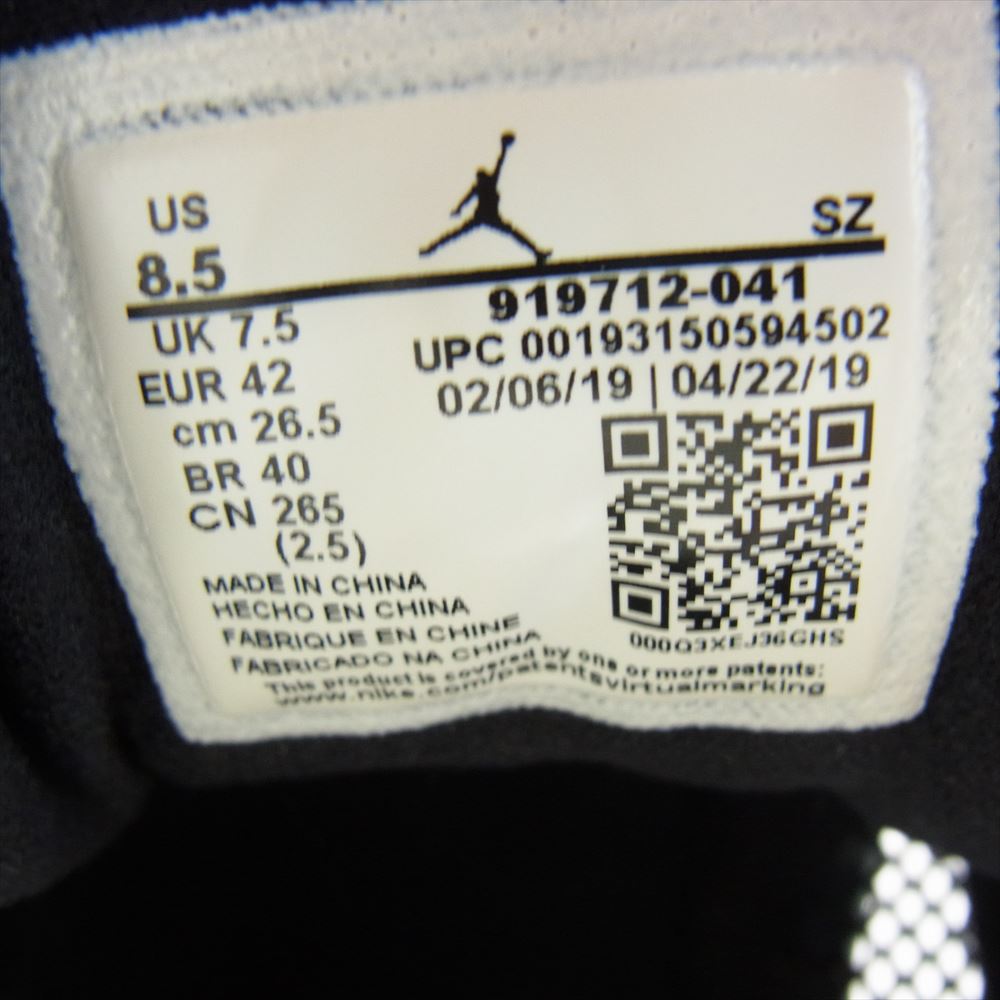 US
SZ
8.5
919712-041
UK 7.5
UPC 00193150594502
EUR 42
02/06/19 | 04/22/19
cm 26.5
BR 40
CN 265
(2.5)
MADE IN CHINA
HECHO EN CHINA
FABRIQUE EN CHINE
FABRICADO NA CHINA
000Q3XEJ36GHS
This product is covered by one or more patents:
www.nike.com/patentsvirtualmarking